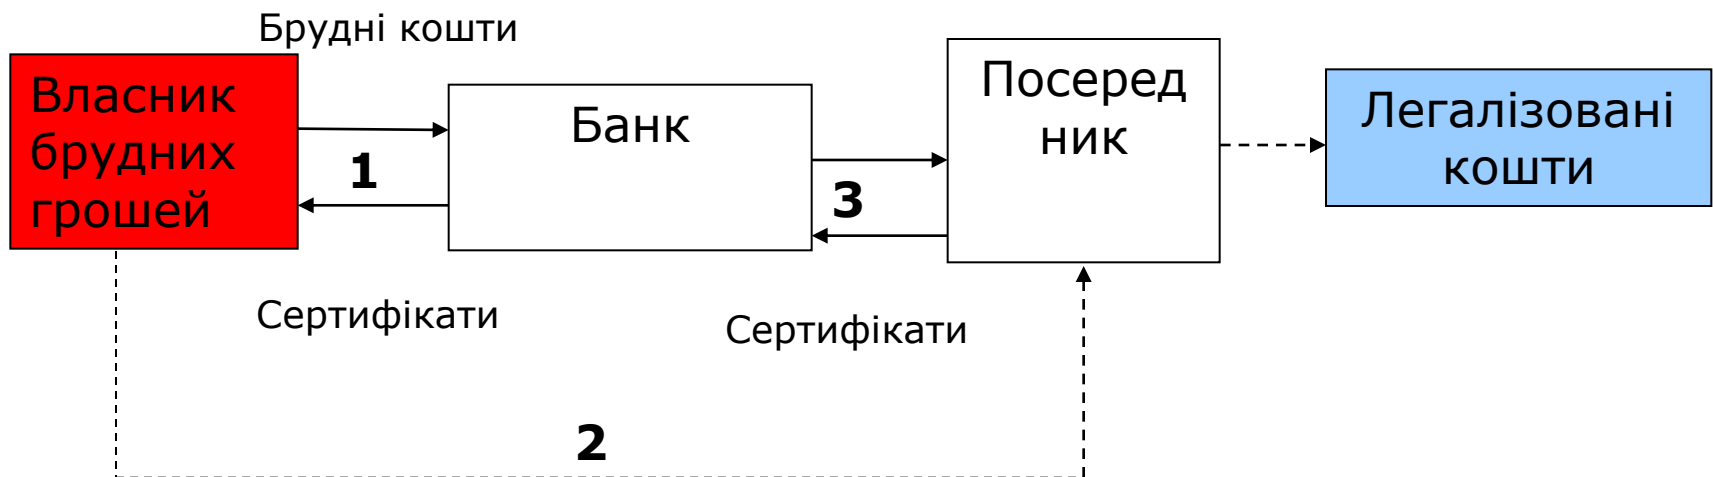 Брудні кошти
Власник
брудних
грошей
1
Банк
3
Посеред
ник
Легалізовані
кошти
Сертифікати
Сертифікати
2